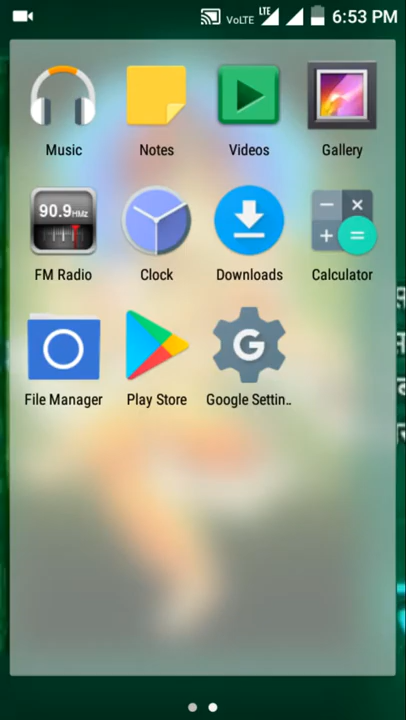 VoLTE LTE 6:53 PM
Music Notes Videos Gallery
90.9HMz
FM Radio Clock Downloads Calculator
File Manager Play Store Google Settin..